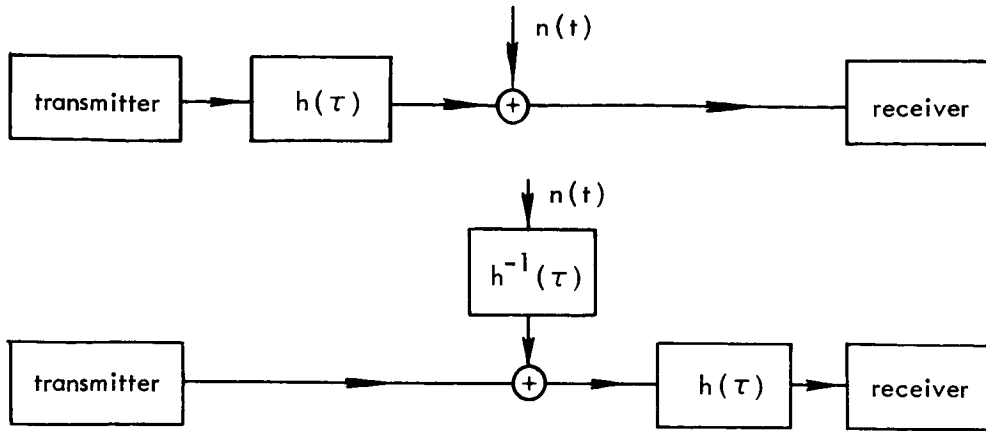 n(t)
transmitter
h(τ)
+
receiver
n(t)
h⁻¹(τ)
transmitter
+
h(τ)
receiver